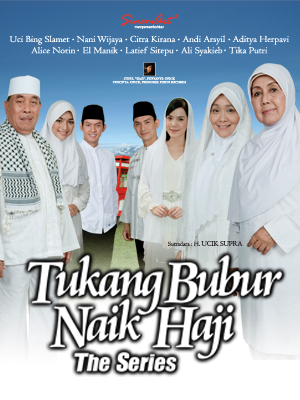 SinemArt
Uci Bing Slamet • Nani Wijaya • Citra Kirana • Andi Arsyil • Aditya Herpavi
Alice Norin • El Manik • Latief Sitepu • Ali Syakieb • Tika Putri
Sutradara : H. UCIK SUPRA
Tukang Bubur
Naik Haji
The Series